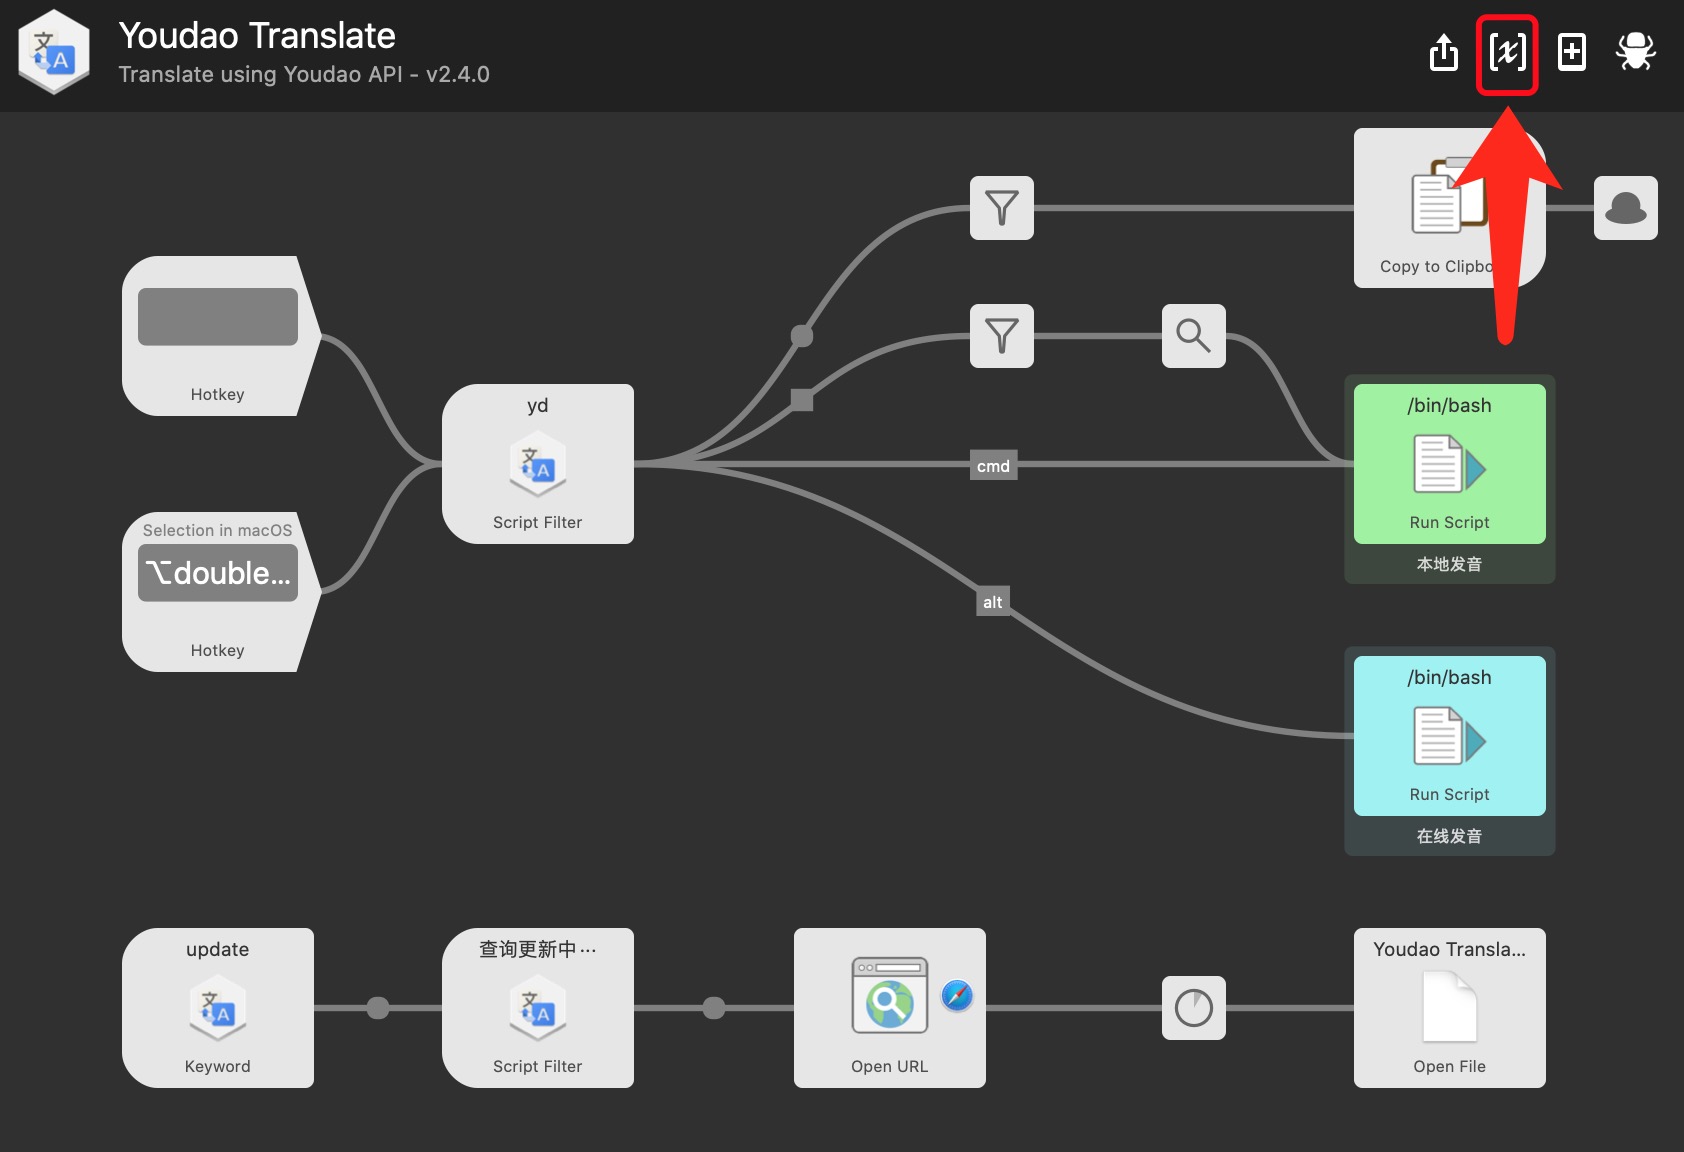 Youdao Translate
Translate using Youdao API - v2.4.0
Copy to Clipbo
Hotkey
yd
Script Filter
cmd
/bin/bash
Run Script
本地发音
Selection in macOS
⌥double...
Hotkey
alt
/bin/bash
Run Script
在线发音
update
Keyword
查询更新中…
Script Filter
Open URL
Youdao Transla...
Open File